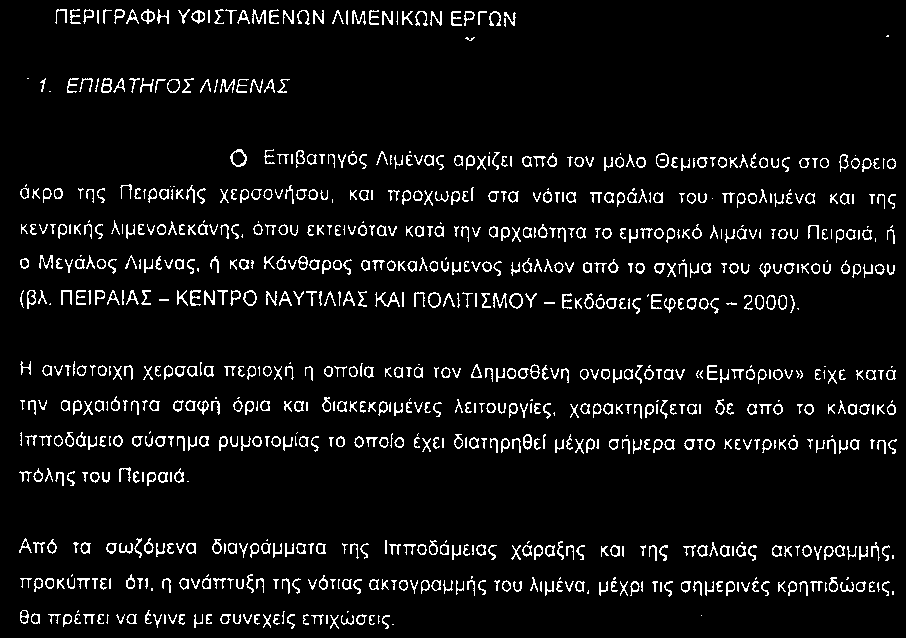 ΠΕΡΙΓΡΑΦΗ ΥΦΙΣΤΑΜΕΝΩΝ ΛΙΜΕΝΙΚΩΝ ΕΡΓΩΝ
1. ΕΠΙΒΑΤΗΓΟΣ ΛΙΜΕΝΑΣ
Ο Επιβατηγός Λιμένας αρχίζει από τον μόλο Θεμιστοκλέους στο βόρειο
άκρο της Πειραϊκής χερσονήσου, και προχωρεί στα νότια παράλια του προλιμένα και της
κεντρικής λιμενολεκάνης, όπου εκτεινόταν κατά την αρχαιότητα το εμπορικό λιμάνι του Πειραιά, ή
ο Μεγάλος Λιμένας, ή και Κάνθαρος αποκαλούμενος μάλλον από το σχήμα του φυσικού όρμου
(βλ. ΠΕΙΡΑΙΑΣ – ΚΕΝΤΡΟ ΝΑΥΤΙΛΙΑΣ ΚΑΙ ΠΟΛΙΤΙΣΜΟΥ – Εκδόσεις Έφεσος – 2000).
Η αντίστοιχη χερσαία περιοχή η οποία κατά τον Δημοσθένη ονομαζόταν «Εμπόριον» είχε κατά
την αρχαιότητα σαφή όρια και διακεκριμένες λειτουργίες, χαρακτηρίζεται δε από το κλασικό
Ιπποδάμειο σύστημα ρυμοτομίας το οποίο έχει διατηρηθεί μέχρι σήμερα στο κεντρικό τμήμα της
πόλης του Πειραιά.
Από τα σωζόμενα διαγράμματα της Ιπποδάμειας χάραξης και της παλαιάς ακτογραμμής,
προκύπτει ότι, η ανάπτυξη της νότιας ακτογραμμής του λιμένα, μέχρι τις σημερινές κρηπιδώσεις,
θα πρέπει να έγινε με συνεχείς επιχώσεις.